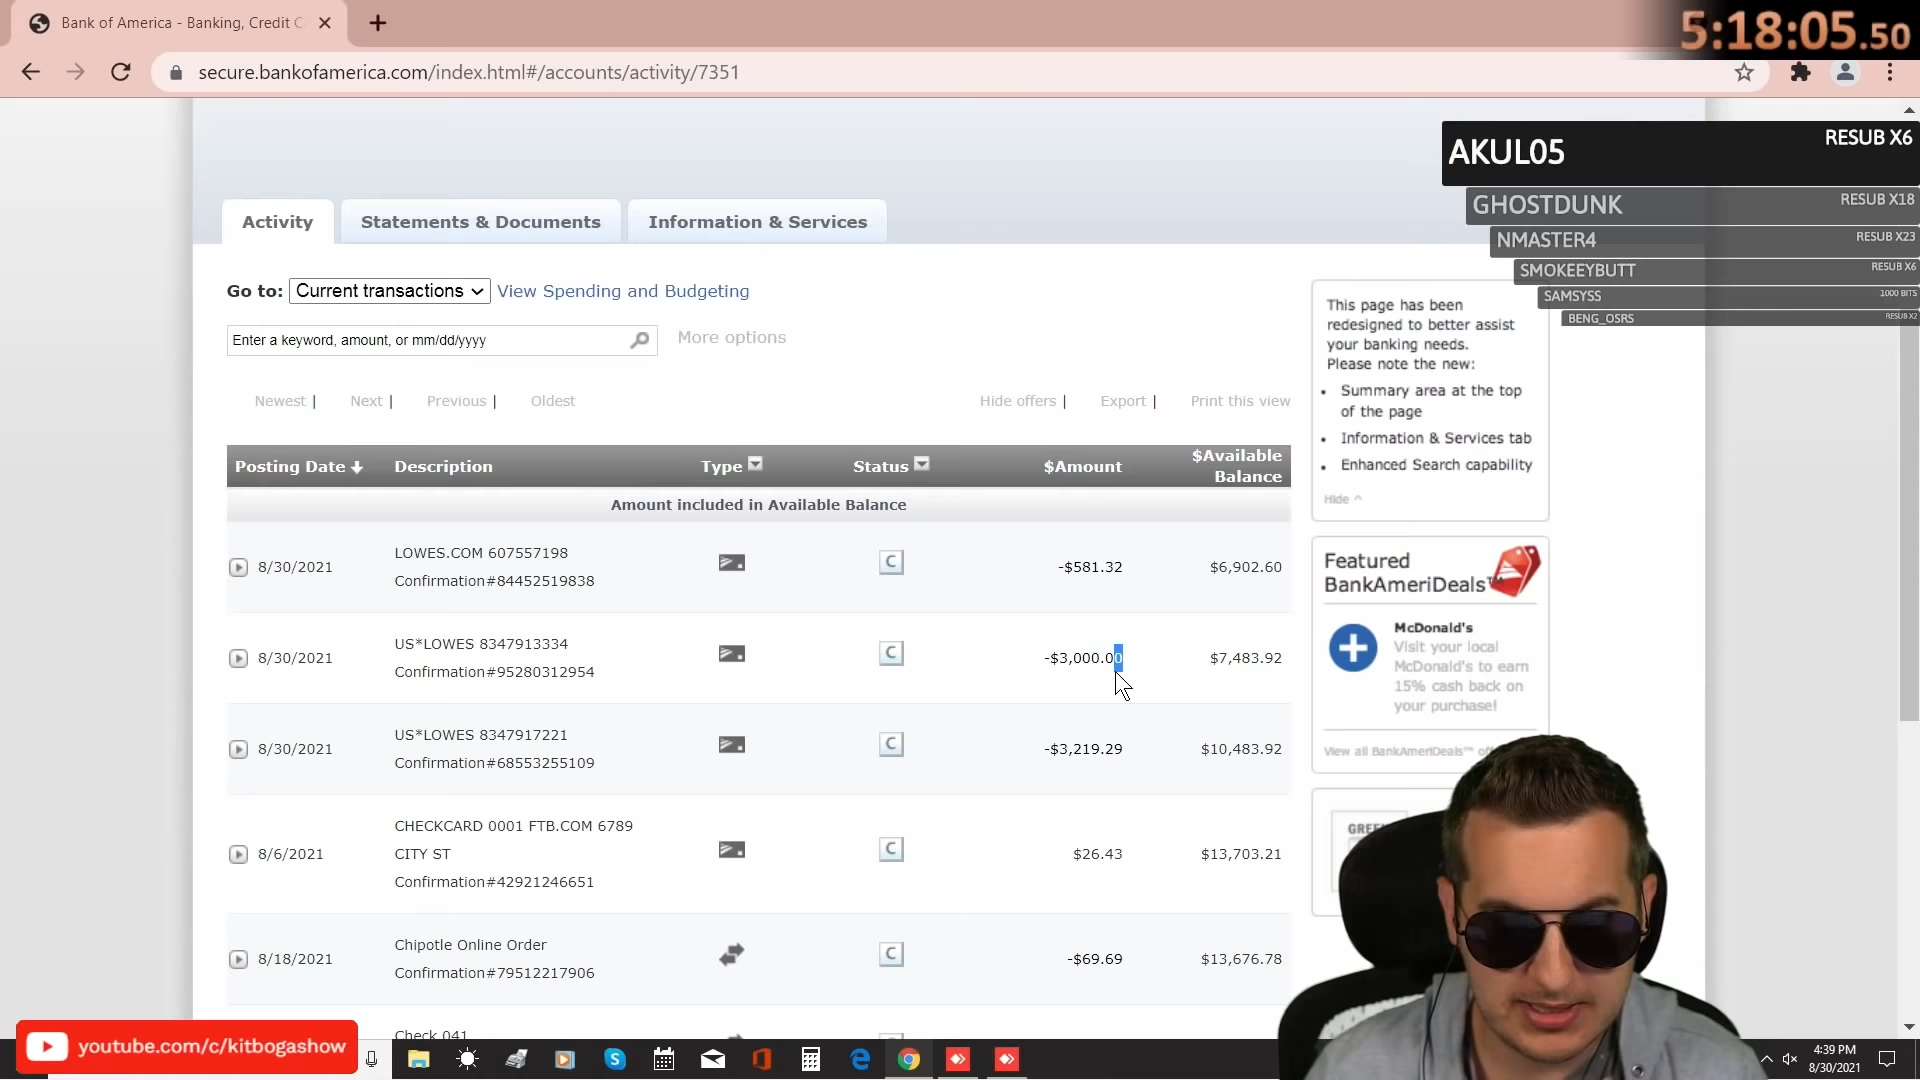 Bank of America - Banking, Credit C
5:18:05.50
secure.bankofamerica.com/index.html#/accounts/activity/7351
AKUL05 RESUB X6
GHOSTDUNK RESUB X18
NMASTER4 RESUB X23
SMOKEEYBUTT RESUB X6
SAMSYSS 1000 BITS
BENG_OSRS RESUB X2
Activity
Statements & Documents
Information & Services
Go to: Current transactions View Spending and Budgeting
Enter a keyword, amount, or mm/dd/yyyy
More options
Newest | Next | Previous | Oldest
Hide offers | Export | Print this view
Posting Date Description Type Status $Amount $Available
Balance
Amount included in Available Balance
LOWES.COM 607557198
8/30/2021 C -$581.32 $6,902.60
Confirmation#84452519838
US*LOWES 8347913334
8/30/2021 C -$3,000.00 $7,483.92
Confirmation#95280312954
US*LOWES 8347917221
8/30/2021 C -$3,219.29 $10,483.92
Confirmation#68553255109
CHECKCARD 0001 FTB.COM 6789
8/6/2021 CITY ST C $26.43 $13,703.21
Confirmation#42921246651
Chipotle Online Order
8/18/2021 C -$69.69 $13,676.78
Confirmation#79512217906
Check 041
This page has been
redesigned to better assist
your banking needs.
Please note the new:
• Summary area at the top
of the page
• Information & Services tab
• Enhanced Search capability
Hide ^
Featured
BankAmeriDeals™
McDonald's
Visit your local
McDonald's to earn
15% cash back on
your purchase!
View all BankAmeriDeals™
GREE
youtube.com/c/kitbogashow
4:39 PM
8/30/2021